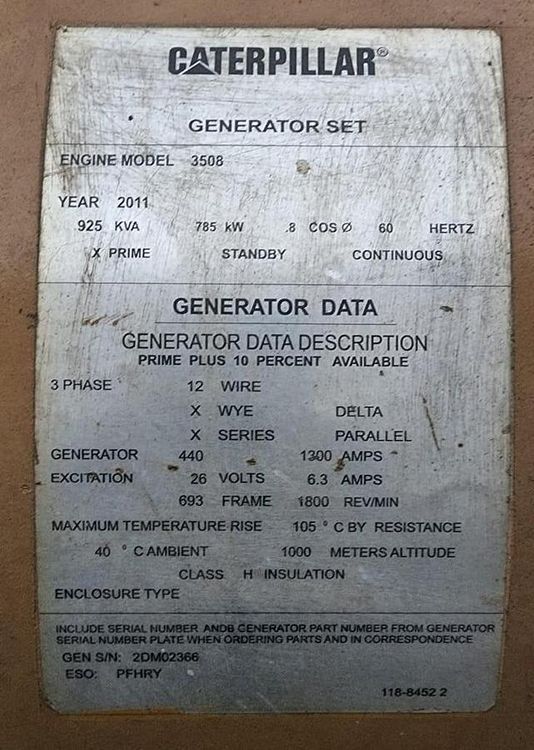 CATERPILLAR®
GENERATOR SET
ENGINE MODEL 3508
YEAR 2011
925 KVA 785 kW .8 COS Ø 60 HERTZ
X PRIME STANDBY CONTINUOUS
GENERATOR DATA
GENERATOR DATA DESCRIPTION
PRIME PLUS 10 PERCENT AVAILABLE
3 PHASE 12 WIRE
X WYE DELTA
X SERIES PARALLEL
GENERATOR 440 1300 AMPS
EXCITATION 26 VOLTS 6.3 AMPS
693 FRAME 1800 REV/MIN
MAXIMUM TEMPERATURE RISE 105 ° C BY RESISTANCE
40 ° C AMBIENT 1000 METERS ALTITUDE
CLASS H INSULATION
ENCLOSURE TYPE
INCLUDE SERIAL NUMBER ANDB GENERATOR PART NUMBER FROM GENERATOR
SERIAL NUMBER PLATE WHEN ORDERING PARTS AND IN CORRESPONDENCE
GEN S/N: 2DM02366
ESO: PFHRY
118-8452 2